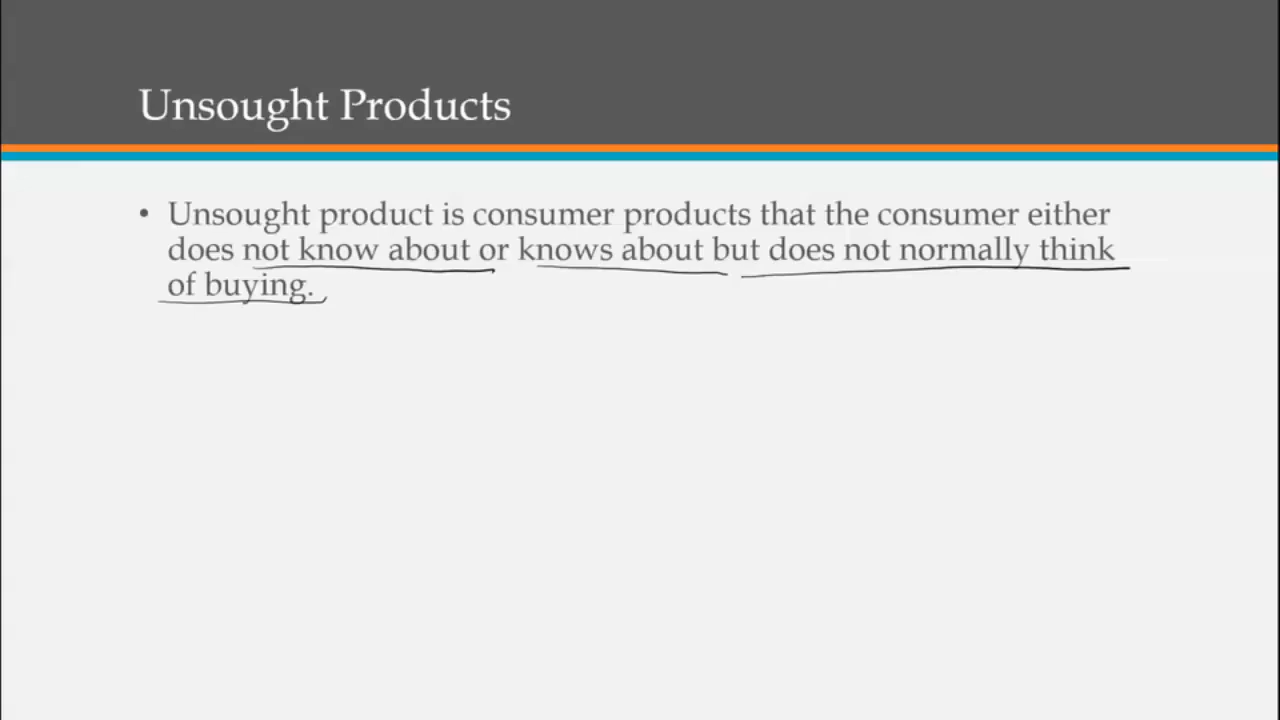 Unsought Products
• Unsought product is consumer products that the consumer either
does not know about or knows about but does not normally think
of buying.